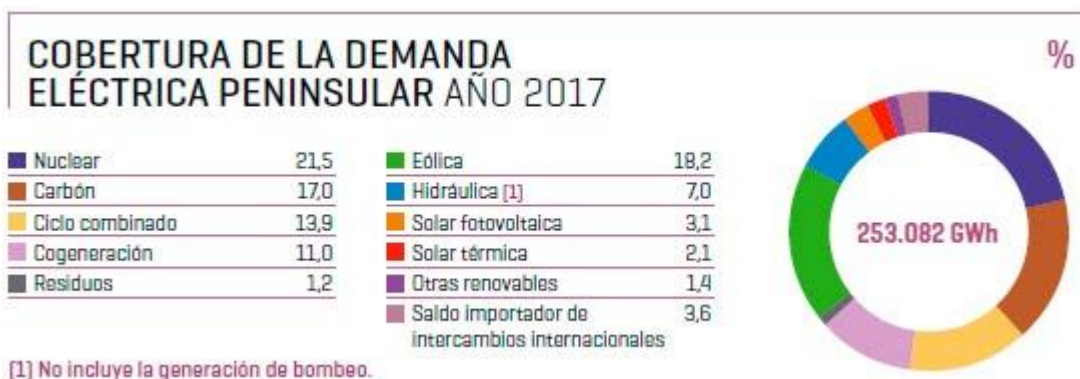 COBERTURA DE LA DEMANDA
ELÉCTRICA PENINSULAR AÑO 2017
%
Nuclear 21,5
Carbón 17,0
Ciclo combinado 13,9
Cogeneración 11,0
Residuos 1,2
Eólica 18,2
Hidráulica [1] 7,0
Solar fotovoltaica 3,1
Solar térmica 2,1
Otras renovables 1,4
Saldo importador de 3,6
intercambios internacionales
253.082 GWh
[1] No incluye la generación de bombeo.